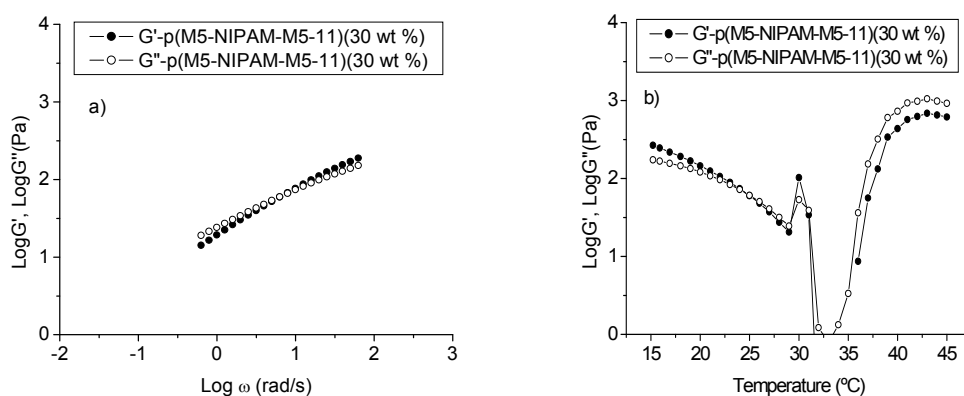 G'-p(M5-NIPAM-M5-11)(30 wt %)
G''-p(M5-NIPAM-M5-11)(30 wt %)
a)
LogG', LogG''(Pa)
4
3
2
1
0
-2 -1 0 1 2 3
Log ω (rad/s)
G'-p(M5-NIPAM-M5-11)(30 wt %)
G''-p(M5-NIPAM-M5-11)(30 wt %)
b)
LogG', LogG''(Pa)
4
3
2
1
0
15 20 25 30 35 40 45
Temperature (ºC)